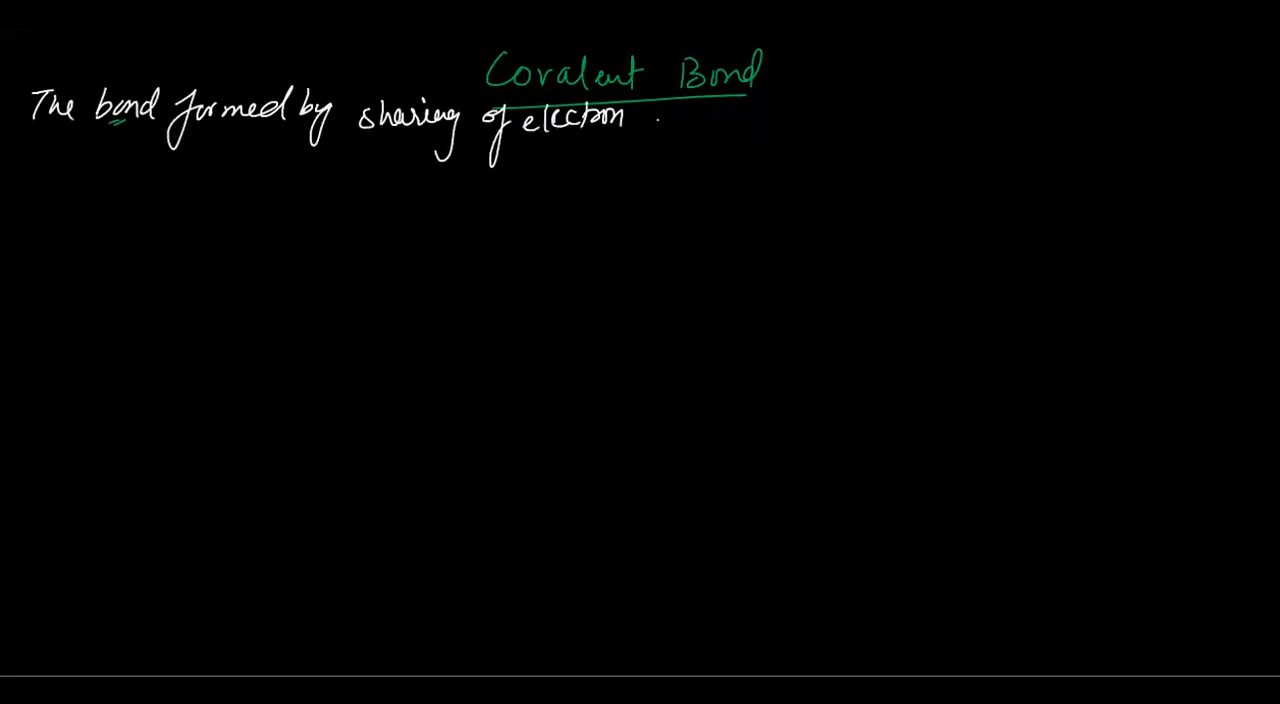 Covalent Bond
The bond formed by sharing of electron .